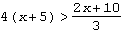 4(x+5) > (2x+10)/3